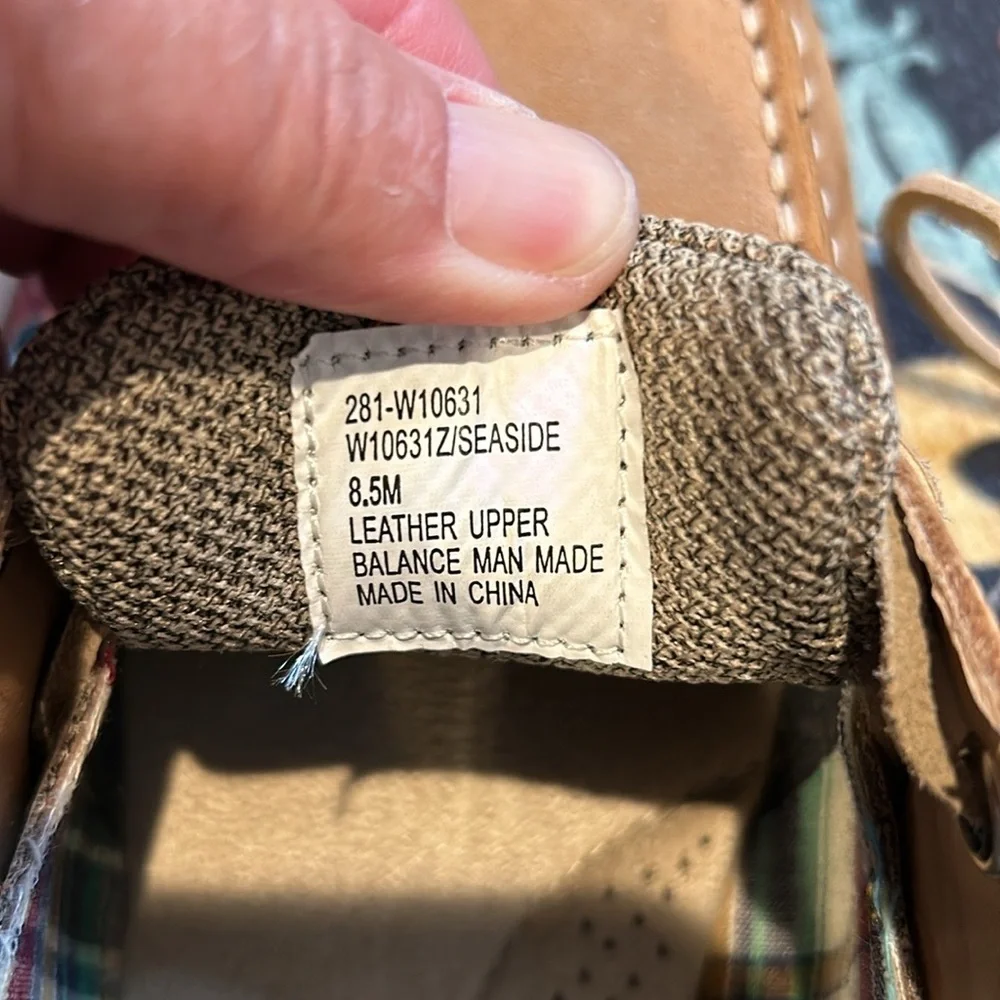 281-W10631
W10631Z/SEASIDE
8.5M
LEATHER UPPER
BALANCE MAN MADE
MADE IN CHINA